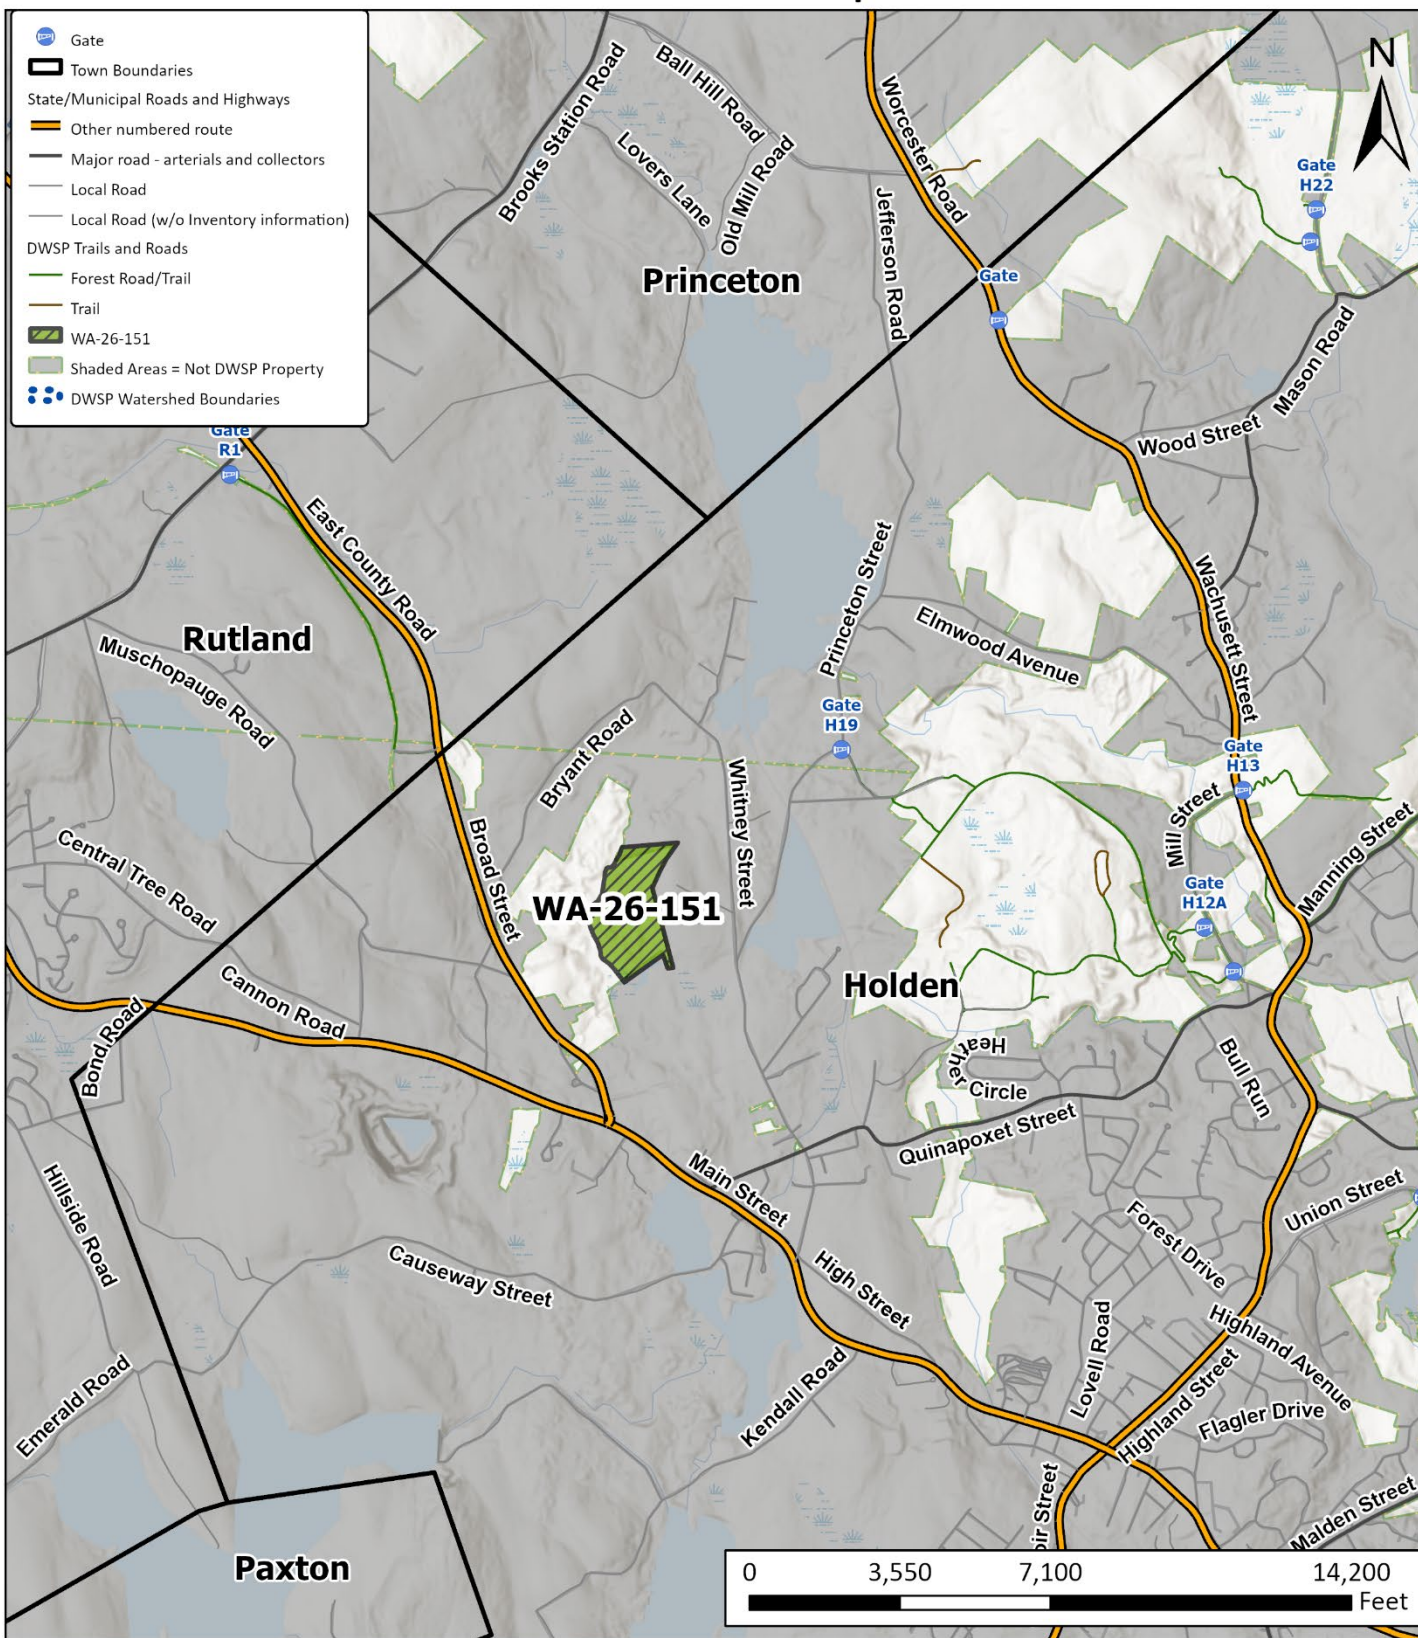 Gate
Town Boundaries
State/Municipal Roads and Highways
Other numbered route
Major road - arterials and collectors
Local Road
Local Road (w/o Inventory information)
DWSP Trails and Roads
Forest Road/Trail
Trail
WA-26-151
Shaded Areas = Not DWSP Property
DWSP Watershed Boundaries
N
Brooks Station Road
Ball Hill Road
Lovers Lane
Old Mill Road
Worcester Road
Jefferson Road
Princeton
Gate
Gate
H22
Mason Road
Wood Street
Gate
R1
East County Road
Rutland
Muschopauge Road
Princeton Street
Elmwood Avenue
Wachusett Street
Gate
H19
Gate
H13
Bryant Road
Whitney Street
Mill Street
Manning Street
Central Tree Road
Broad Street
WA-26-151
Gate
H12A
Cannon Road
Holden
Bond Road
Heather Circle
Bull Run
Quinapoxet Street
Hillside Road
Main Street
Union Street
Forest Drive
Causeway Street
High Street
Highland Avenue
Lovell Road
Emerald Road
Kendall Road
Highland Street
Flagler Drive
Malden Street
oir Street
Paxton
0 3,550 7,100 14,200
Feet